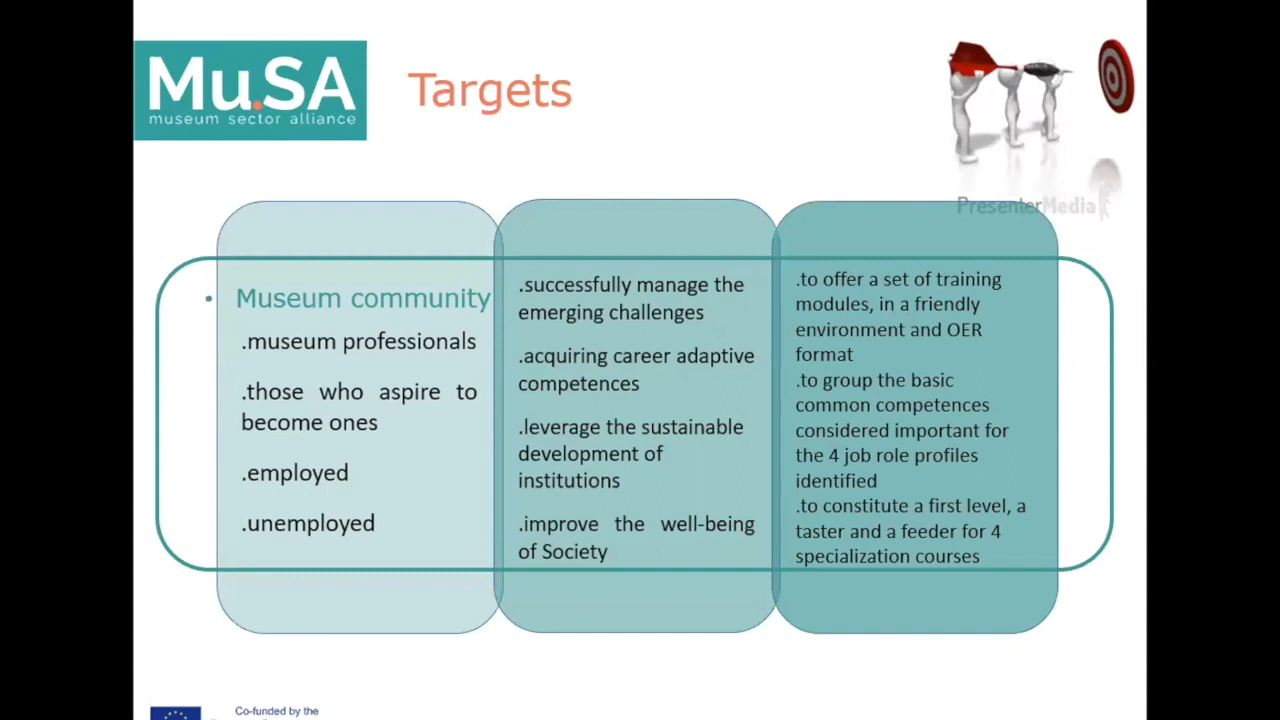 Mu.SA
museum sector alliance
Targets
PresenterMedia
• Museum community
.museum professionals
.those who aspire to
become ones
.employed
.unemployed
.successfully manage the
emerging challenges
.acquiring career adaptive
competences
.leverage the sustainable
development of
institutions
.improve the well-being
of Society
.to offer a set of training
modules, in a friendly
environment and OER
format
.to group the basic
common competences
considered important for
the 4 job role profiles
identified
.to constitute a first level, a
taster and a feeder for 4
specialization courses
Co-funded by the